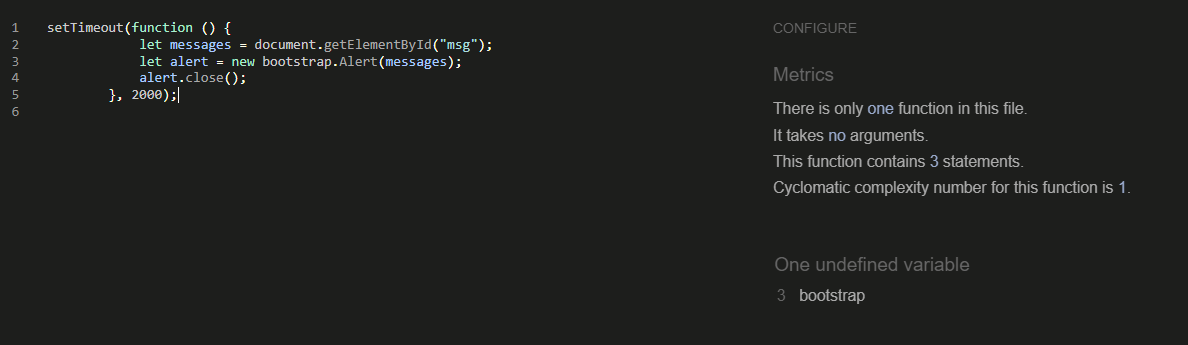 1 setTimeout(function () {
2 let messages = document.getElementById("msg");
3 let alert = new bootstrap.Alert(messages);
4 alert.close();
5 }, 2000);
6
CONFIGURE
Metrics
There is only one function in this file.
It takes no arguments.
This function contains 3 statements.
Cyclomatic complexity number for this function is 1.
One undefined variable
3 bootstrap